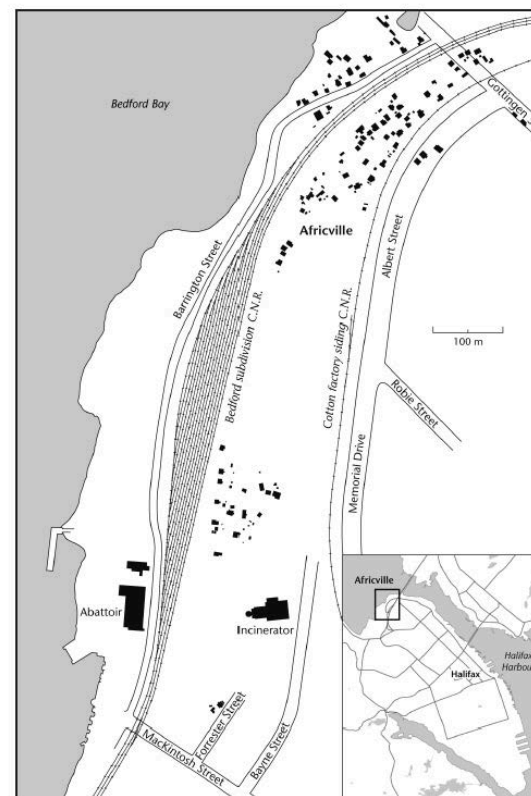 Bedford Bay
Gottingen
Africville
Barrington Street
Albert Street
Bedford subdivision C.N.R.
Cotton factory siding C.N.R.
100 m
Robie Street
Memorial Drive
Abattoir
Incinerator
Forrester Street
MacKintosh Street
Bayne Street
Africville
Halifax
Harbour
Halifax